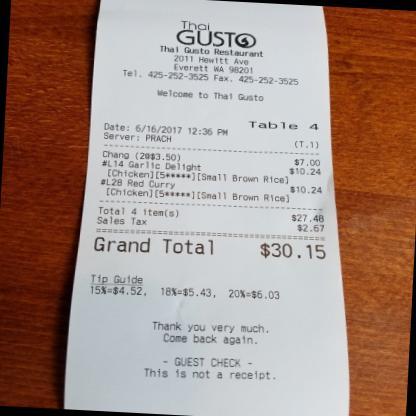 Thai
GUSTO
Thai Gusto Restaurant
2011 Hewitt Ave
Everett WA 98201
Tel. 425-252-3525 Fax. 425-252-3525
Welcome to Thai Gusto
Table 4
Date: 6/16/2017 12:36 PM (T.1)
Server: PRACH
Chang (2@$3.50) $7.00
#L14 Garlic Delight $10.24
[Chicken][5*****][Small Brown Rice]
#L28 Red Curry $10.24
[Chicken][5*****][Small Brown Rice]
Total 4 item(s) $27.48
Sales Tax $2.67
Grand Total $30.15
Tip Guide
15%=$4.52, 18%=$5.43, 20%=$6.03
Thank you very much.
Come back again.
- GUEST CHECK -
This is not a receipt.